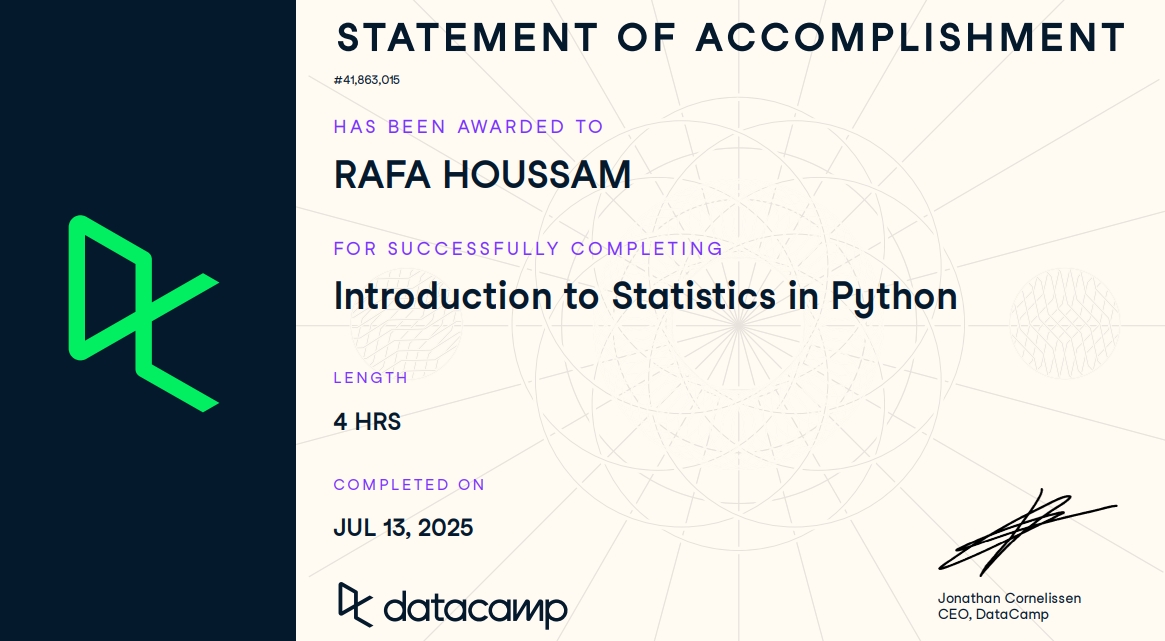 STATEMENT OF ACCOMPLISHMENT
#41,863,015
HAS BEEN AWARDED TO
RAFA HOUSSAM
FOR SUCCESSFULLY COMPLETING
Introduction to Statistics in Python
LENGTH
4 HRS
COMPLETED ON
JUL 13, 2025
datacamp
Jonathan Cornelissen
CEO, DataCamp